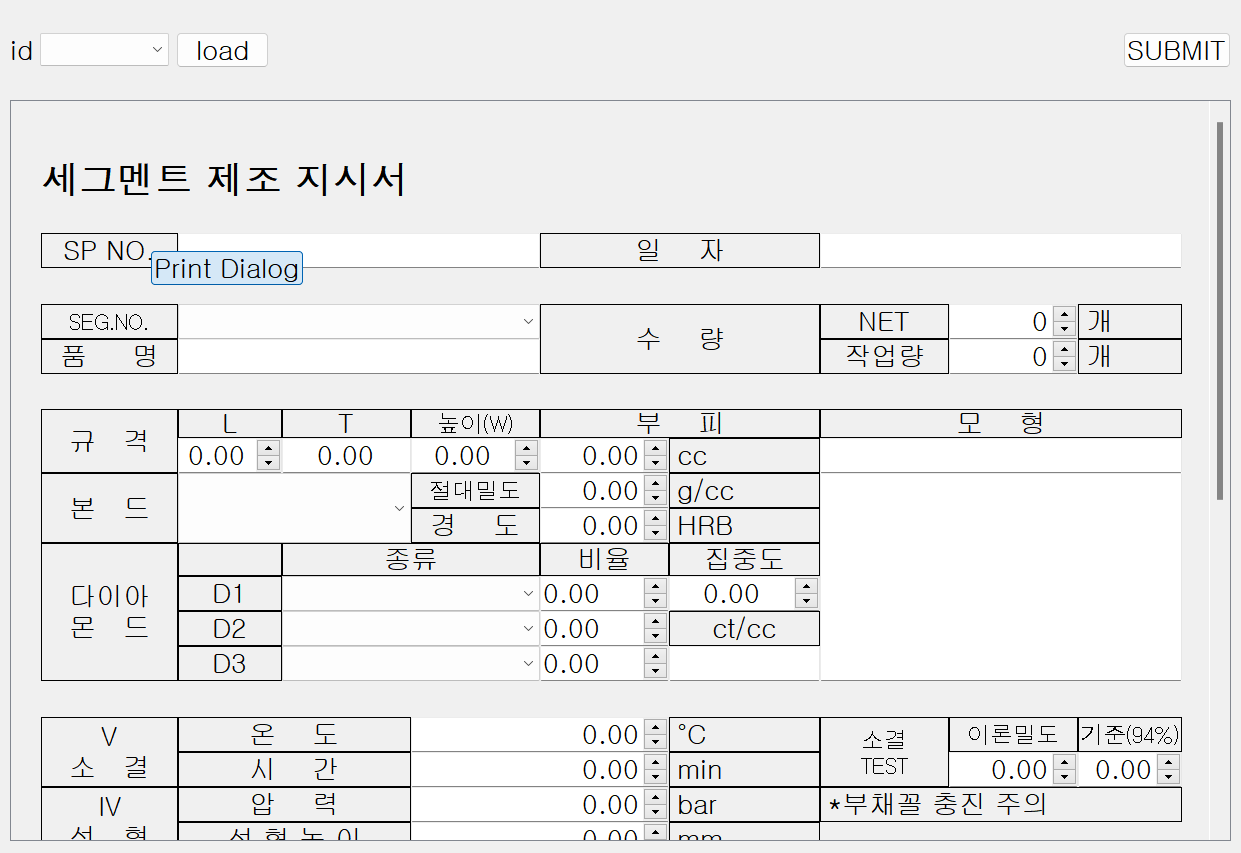 id load SUBMIT
세그먼트 제조 지시서
SP NO. 일 자
Print Dialog
SEG.NO. 수 량 NET 0 개
품 명 작업량 0 개
규 격 L T 높이(W) 부 피 모 형
0.00 0.00 0.00 0.00 cc
본 드 절대밀도 0.00 g/cc
경 도 0.00 HRB
다이아
몬 드
종류 비율 집중도
D1 0.00 0.00
D2 0.00 ct/cc
D3 0.00
V
소 결
온 도 0.00 °C
소결
TEST
이론밀도 기준(94%)
시 간 0.00 min 0.00 0.00
IV
성 형
압 력 0.00 bar *부채꼴 충진 주의
성 형 높 이 0.00 mm